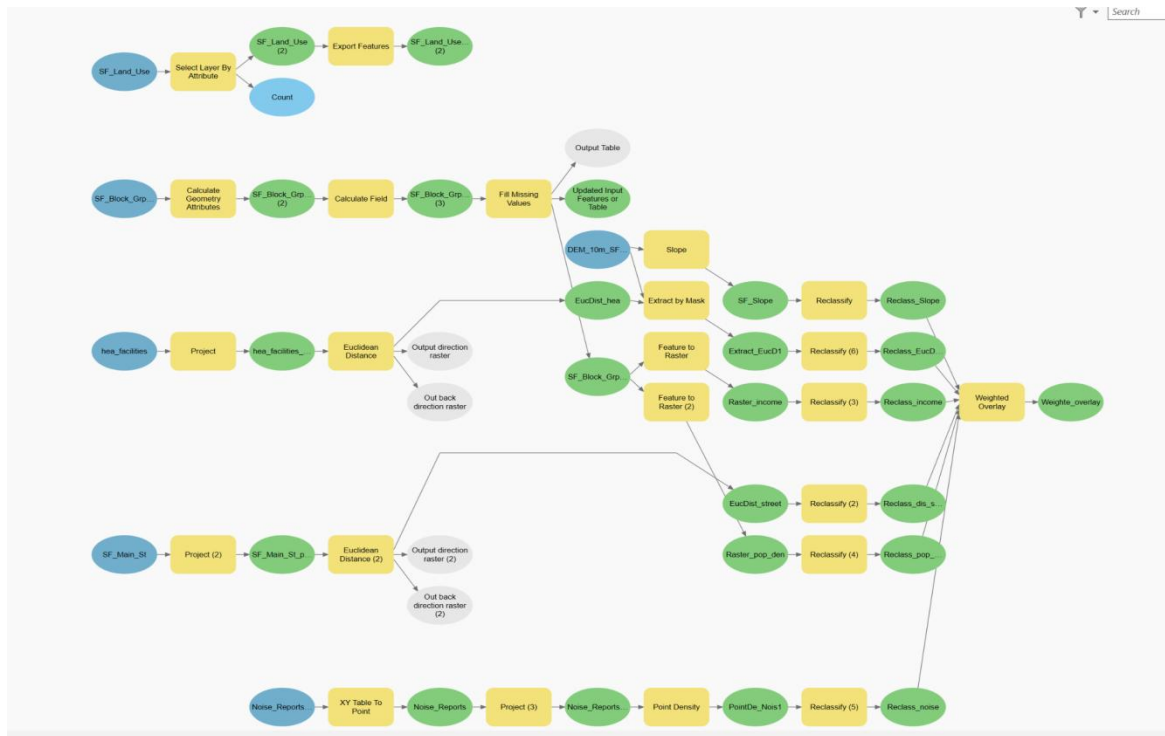 Search
SF_Land_Use
Select Layer By
Attribute
SF_Land_Use
(2)
Export Features
SF_Land_Use...
(2)
Count
SF_Block_Grp...
Calculate
Geometry
Attributes
SF_Block_Grp...
(2)
Calculate Field
SF_Block_Grp...
(3)
Fill Missing
Values
Output Table
Updated Input
Features or
Table
DEM_10m_SF...
Slope
SF_Slope
Reclassify
Reclass_Slope
EucDist_hea
Extract by Mask
Extract_EucD1
Reclassify (6)
Reclass_EucD...
hea_facilities
Project
hea_facilities_...
Euclidean
Distance
Output direction
raster
Out back
direction raster
SF_Block_Grp...
Feature to
Raster
Feature to
Raster (2)
Raster_income
Reclassify (3)
Reclass_income
Weighted
Overlay
Weighte_overlay
EucDist_street
Reclassify (2)
Reclass_dis_s...
SF_Main_St
Project (2)
SF_Main_St_p...
Euclidean
Distance (2)
Output direction
raster (2)
Out back
direction raster
(2)
Raster_pop_den
Reclassify (4)
Reclass_pop_...
Noise_Reports...
XY Table To
Point
Noise_Reports
Project (3)
Noise_Reports...
Point Density
PointDe_Nois1
Reclassify (5)
Reclass_noise